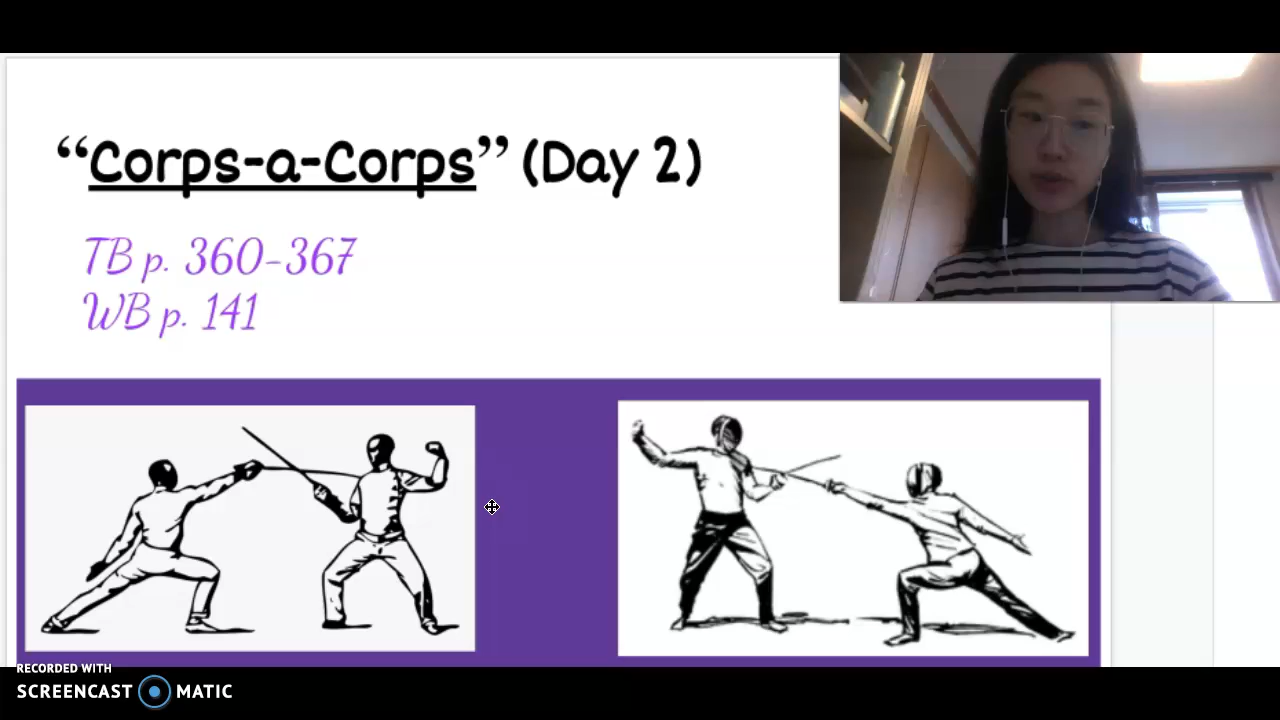 “Corps-a-Corps” (Day 2)
TB p. 360-367
WB p. 141
RECORDED WITH
SCREENCAST MATIC